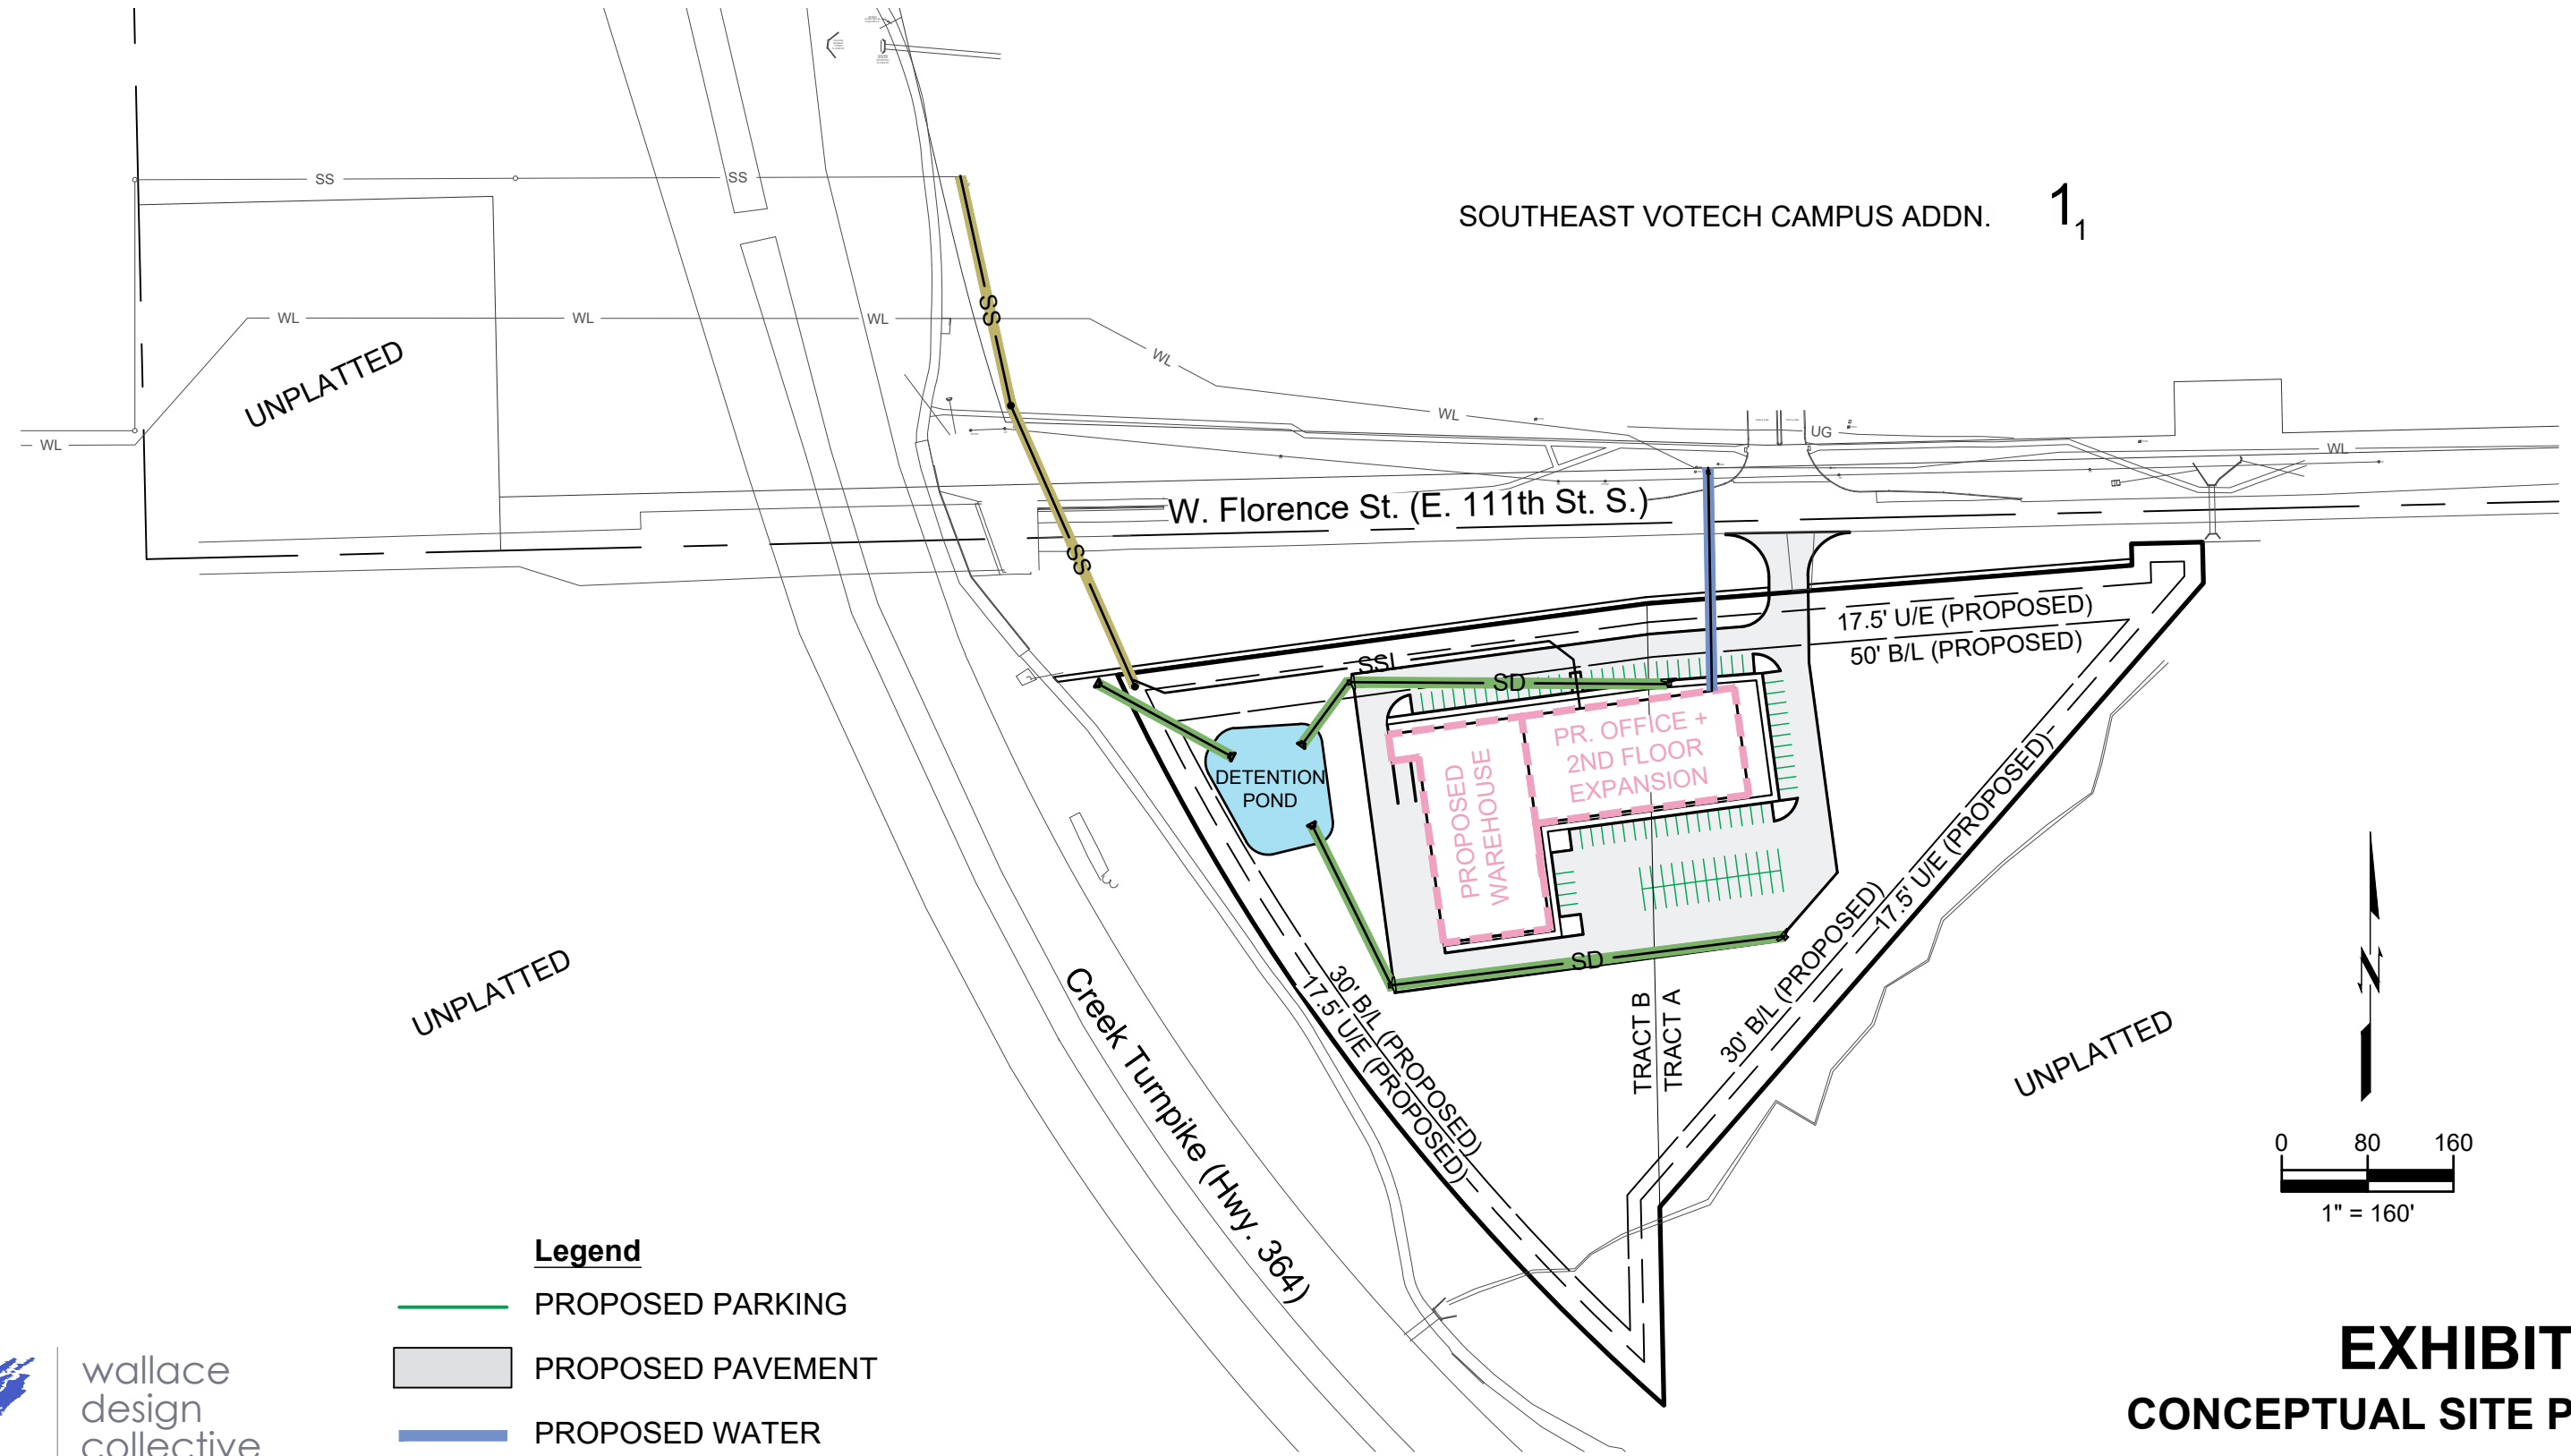 SS
SS
SOUTHEAST VOTECH CAMPUS ADDN.
1
1
SS
WL
WL
WL
WL
WL
UNPLATTED
UG
WL
WL
W. Florence St. (E. 111th St. S.)
SS
17.5' U/E (PROPOSED)
50' B/L (PROPOSED)
SSL
SD
PR. OFFICE +
2ND FLOOR
EXPANSION
DETENTION
POND
PROPOSED
WAREHOUSE
SD
30' B/L (PROPOSED)
17.5' U/E (PROPOSED)
30' B/L (PROPOSED)
17.5' U/E (PROPOSED)
TRACT B
TRACT A
UNPLATTED
UNPLATTED
Creek Turnpike (Hwy. 364)
0 80 160
1" = 160'
Legend
PROPOSED PARKING
PROPOSED PAVEMENT
PROPOSED WATER
wallace
design
collective
EXHIBIT
CONCEPTUAL SITE P